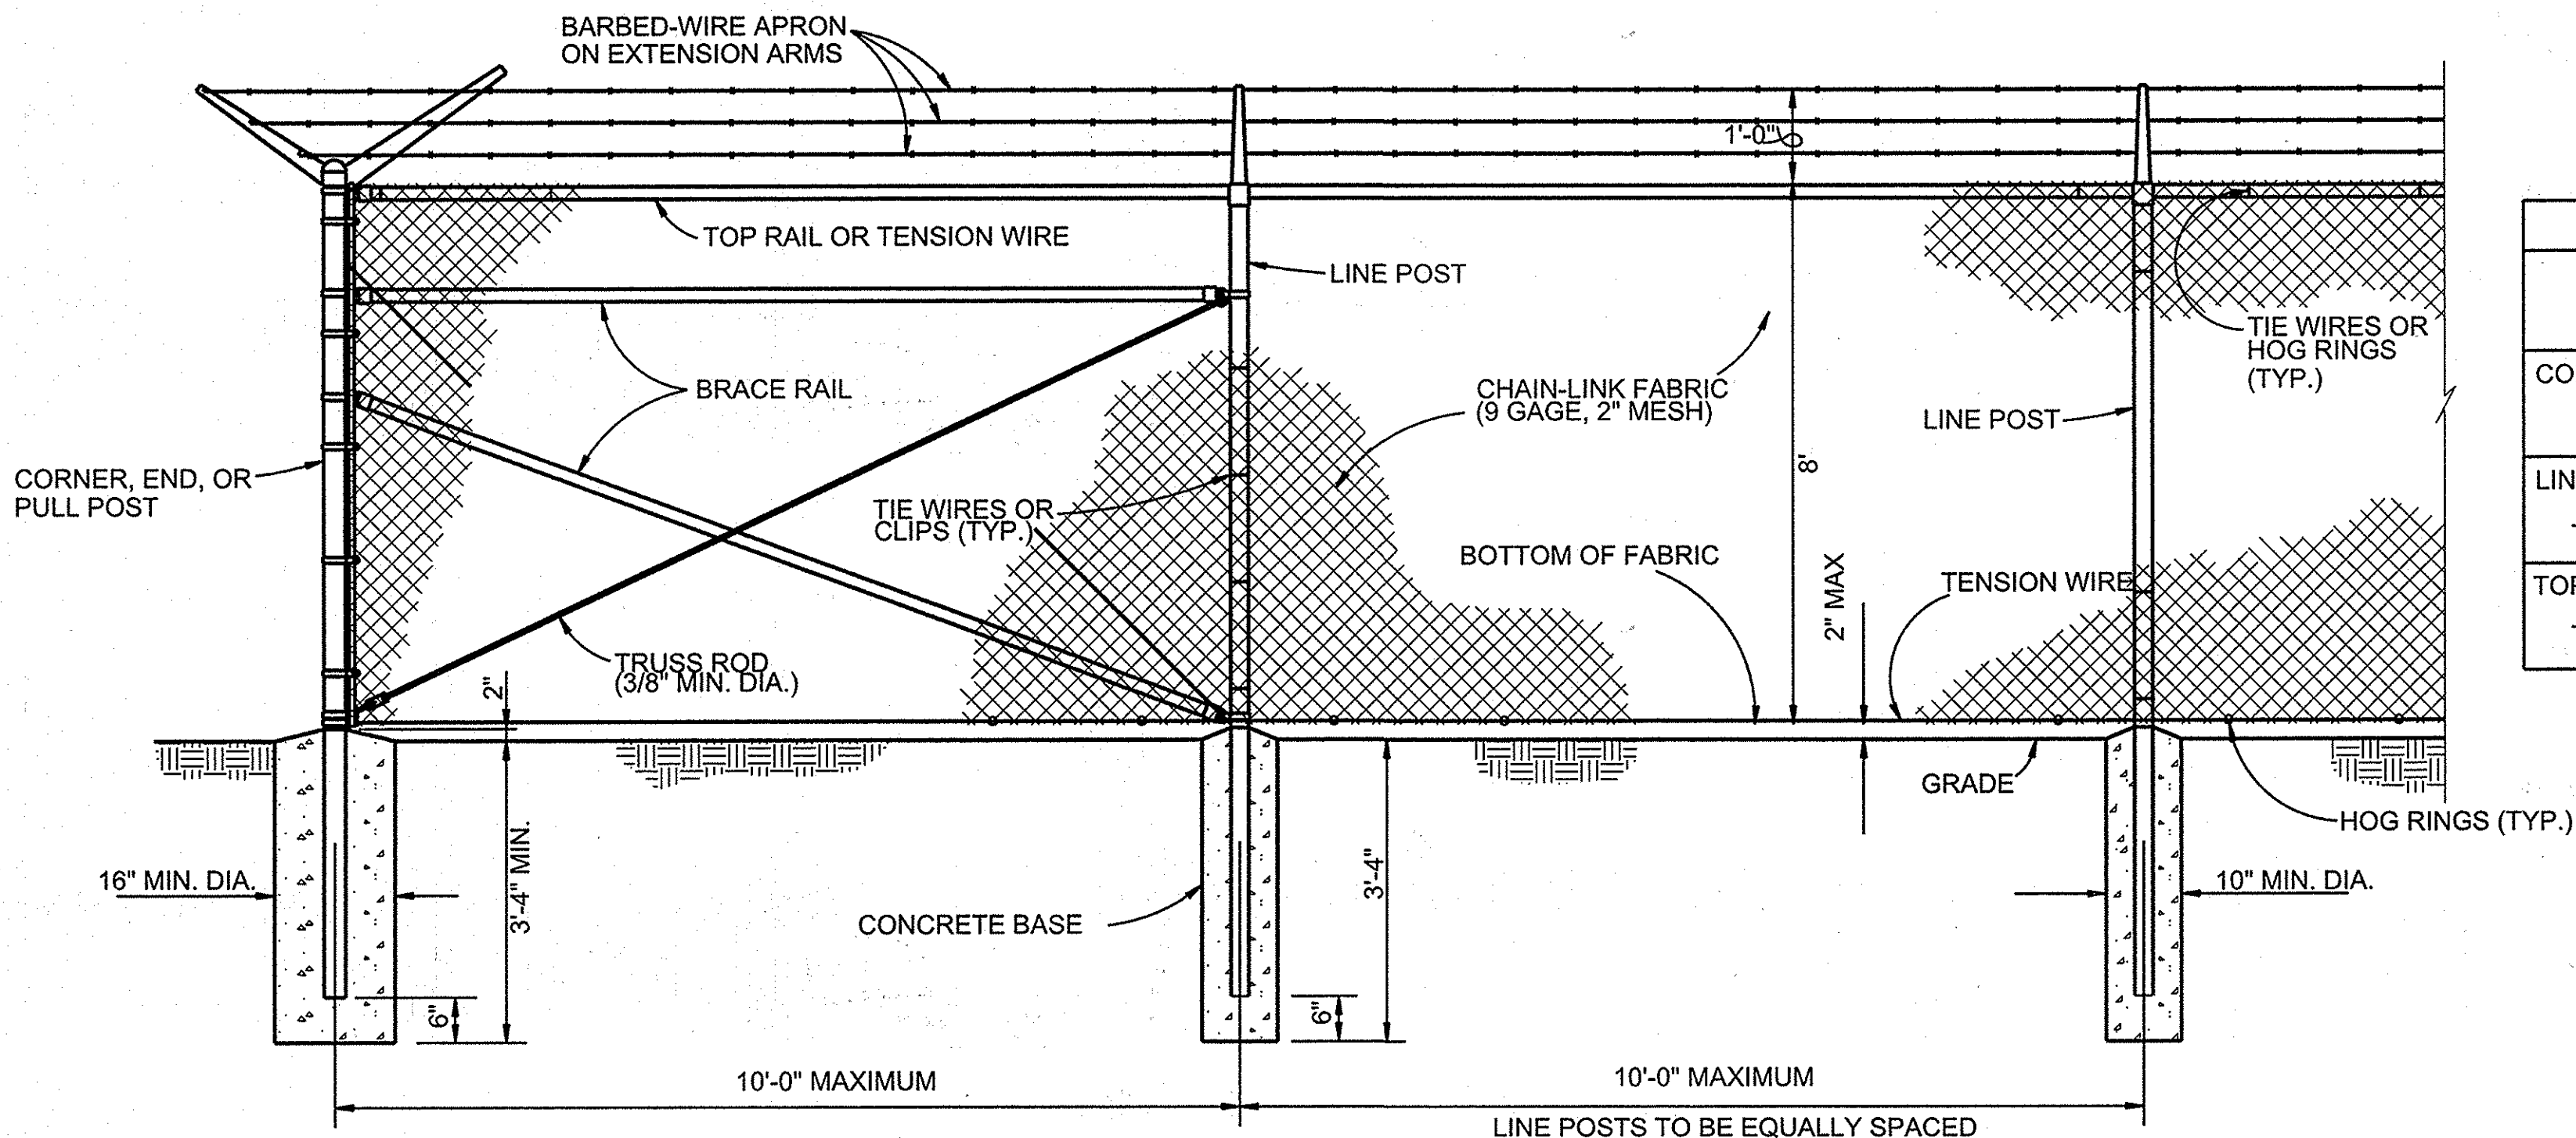 BARBED-WIRE APRON
ON EXTENSION ARMS
1'-0"
TOP RAIL OR TENSION WIRE
LINE POST
TIE WIRES OR
HOG RINGS
(TYP.)
BRACE RAIL
CHAIN-LINK FABRIC
(9 GAGE, 2" MESH)
LINE POST
CORNER, END, OR
PULL POST
8'
TIE WIRES OR
CLIPS (TYP.)
BOTTOM OF FABRIC
2" MAX
TENSION WIRE
TRUSS ROD
(3/8" MIN. DIA.)
2"
GRADE
HOG RINGS (TYP.)
16" MIN. DIA.
3'-4" MIN.
3'-4"
10" MIN. DIA.
CONCRETE BASE
6"
6"
10'-0" MAXIMUM
10'-0" MAXIMUM
LINE POSTS TO BE EQUALLY SPACED
CO
LIN